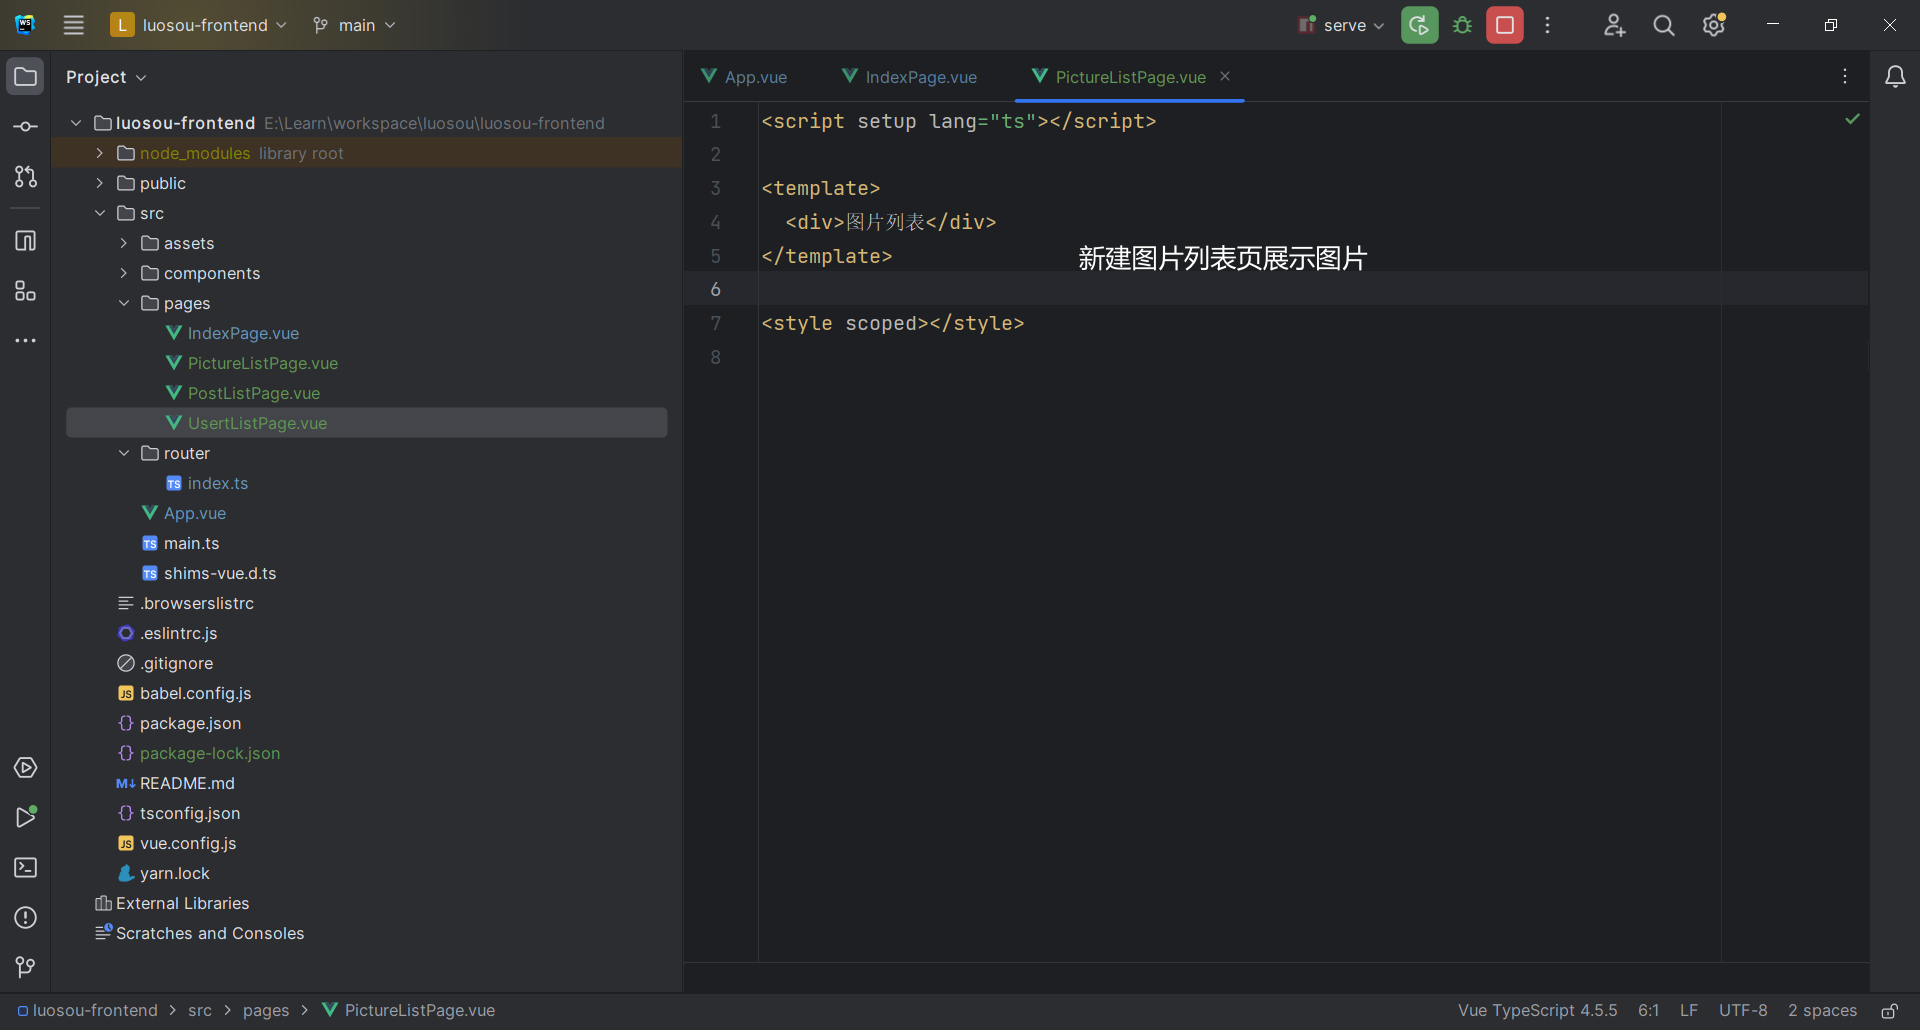 L luosou-frontend main serve
Project
luosou-frontend E:\Learn\workspace\luosou\luosou-frontend
node_modules library root
public
src
assets
components
pages
IndexPage.vue
PictureListPage.vue
PostListPage.vue
UsertListPage.vue
router
index.ts
App.vue
main.ts
shims-vue.d.ts
.browserslistrc
.eslintrc.js
.gitignore
babel.config.js
package.json
package-lock.json
README.md
tsconfig.json
vue.config.js
yarn.lock
External Libraries
Scratches and Consoles
App.vue IndexPage.vue PictureListPage.vue
1 <script setup lang="ts"></script>
2
3 <template>
4 <div>图片列表</div>
5 </template>
新建图片列表页展示图片
6
7 <style scoped></style>
8
luosou-frontend > src > pages > PictureListPage.vue
Vue TypeScript 4.5.5 6:1 LF UTF-8 2 spaces